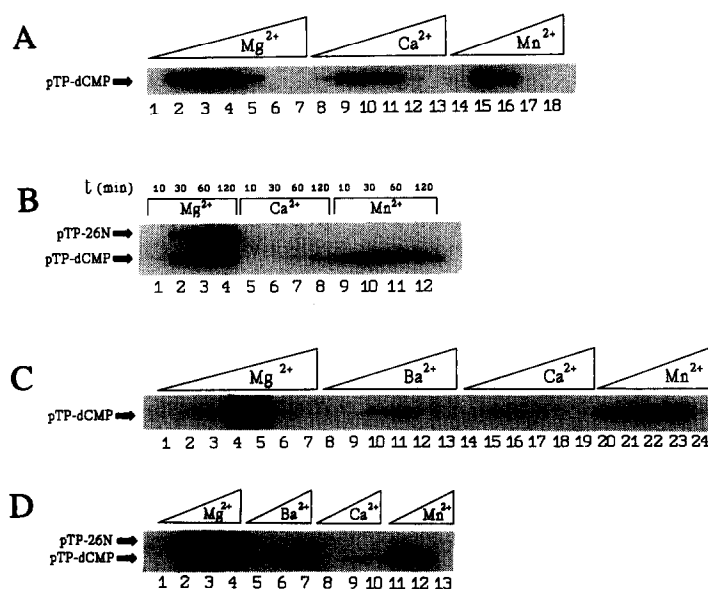 A
Mg2+ Ca2+ Mn2+
pTP-dCMP
1 2 3 4 5 6 7 8 9 10 11 12 13 14 15 16 17 18
B
t (min) 10 30 60 120 10 30 60 120 10 30 60 120
Mg2+ Ca2+ Mn2+
pTP-26N
pTP-dCMP
1 2 3 4 5 6 7 8 9 10 11 12
C
Mg2+ Ba2+ Ca2+ Mn2+
pTP-dCMP
1 2 3 4 5 6 7 8 9 10 11 12 13 14 15 16 17 18 19 20 21 22 23 24
D
Mg2+ Ba2+ Ca2+ Mn2+
pTP-26N
pTP-dCMP
1 2 3 4 5 6 7 8 9 10 11 12 13